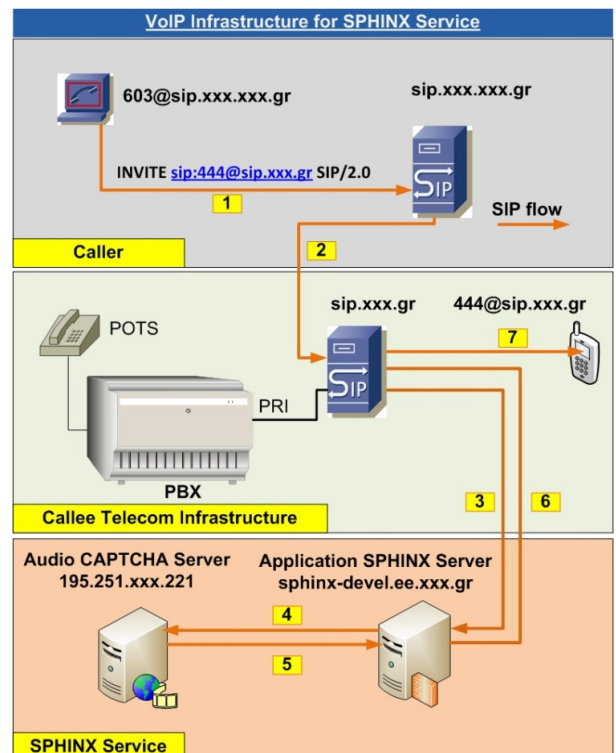 VoIP Infrastructure for SPHINX Service
603@sip.xxx.xxx.gr
sip.xxx.xxx.gr
INVITE sip:444@sip.xxx.gr SIP/2.0
1
SIP
SIP flow
Caller
2
sip.xxx.gr
444@sip.xxx.gr
POTS
7
SIP
PRI
PBX
3
6
Callee Telecom Infrastructure
Audio CAPTCHA Server
195.251.xxx.221
Application SPHINX Server
sphinx-devel.ee.xxx.gr
4
5
SPHINX Service